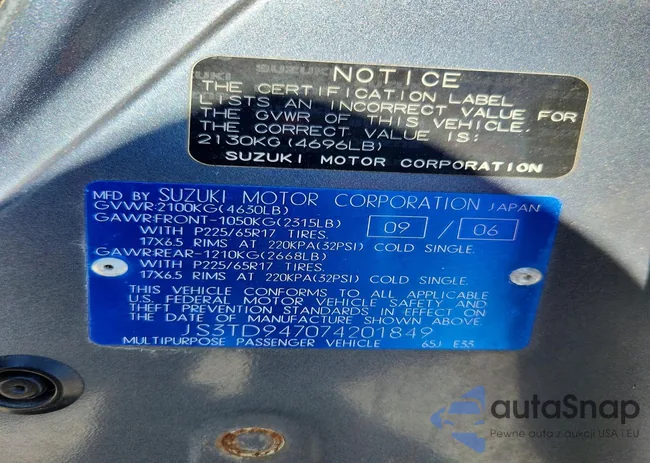 SUZUKI
NOTICE
THE CERTIFICATION LABEL
LISTS AN INCORRECT VALUE FOR
THE GVWR OF THIS VEHICLE.
THE CORRECT VALUE IS:
2130KG(4696LB)
SUZUKI MOTOR CORPORATION
MFD BY SUZUKI MOTOR CORPORATION JAPAN
GVWR:2100KG(4630LB)
GAWR:FRONT-1050KG(2315LB) 09 / 06
WITH P225/65R17 TIRES,
17X6.5 RIMS AT 220KPA(32PSI) COLD SINGLE.
GAWR:REAR-1210KG(2668LB)
WITH P225/65R17 TIRES,
17X6.5 RIMS AT 220KPA(32PSI) COLD SINGLE.
THIS VEHICLE CONFORMS TO ALL APPLICABLE
U.S. FEDERAL MOTOR VEHICLE SAFETY AND
THEFT PREVENTION STANDARDS IN EFFECT ON
THE DATE OF MANUFACTURE SHOWN ABOVE.
JS3TD947074201849
MULTIPURPOSE PASSENGER VEHICLE 65J E33
autaSnap
Pewne auta z aukcji USA i EU